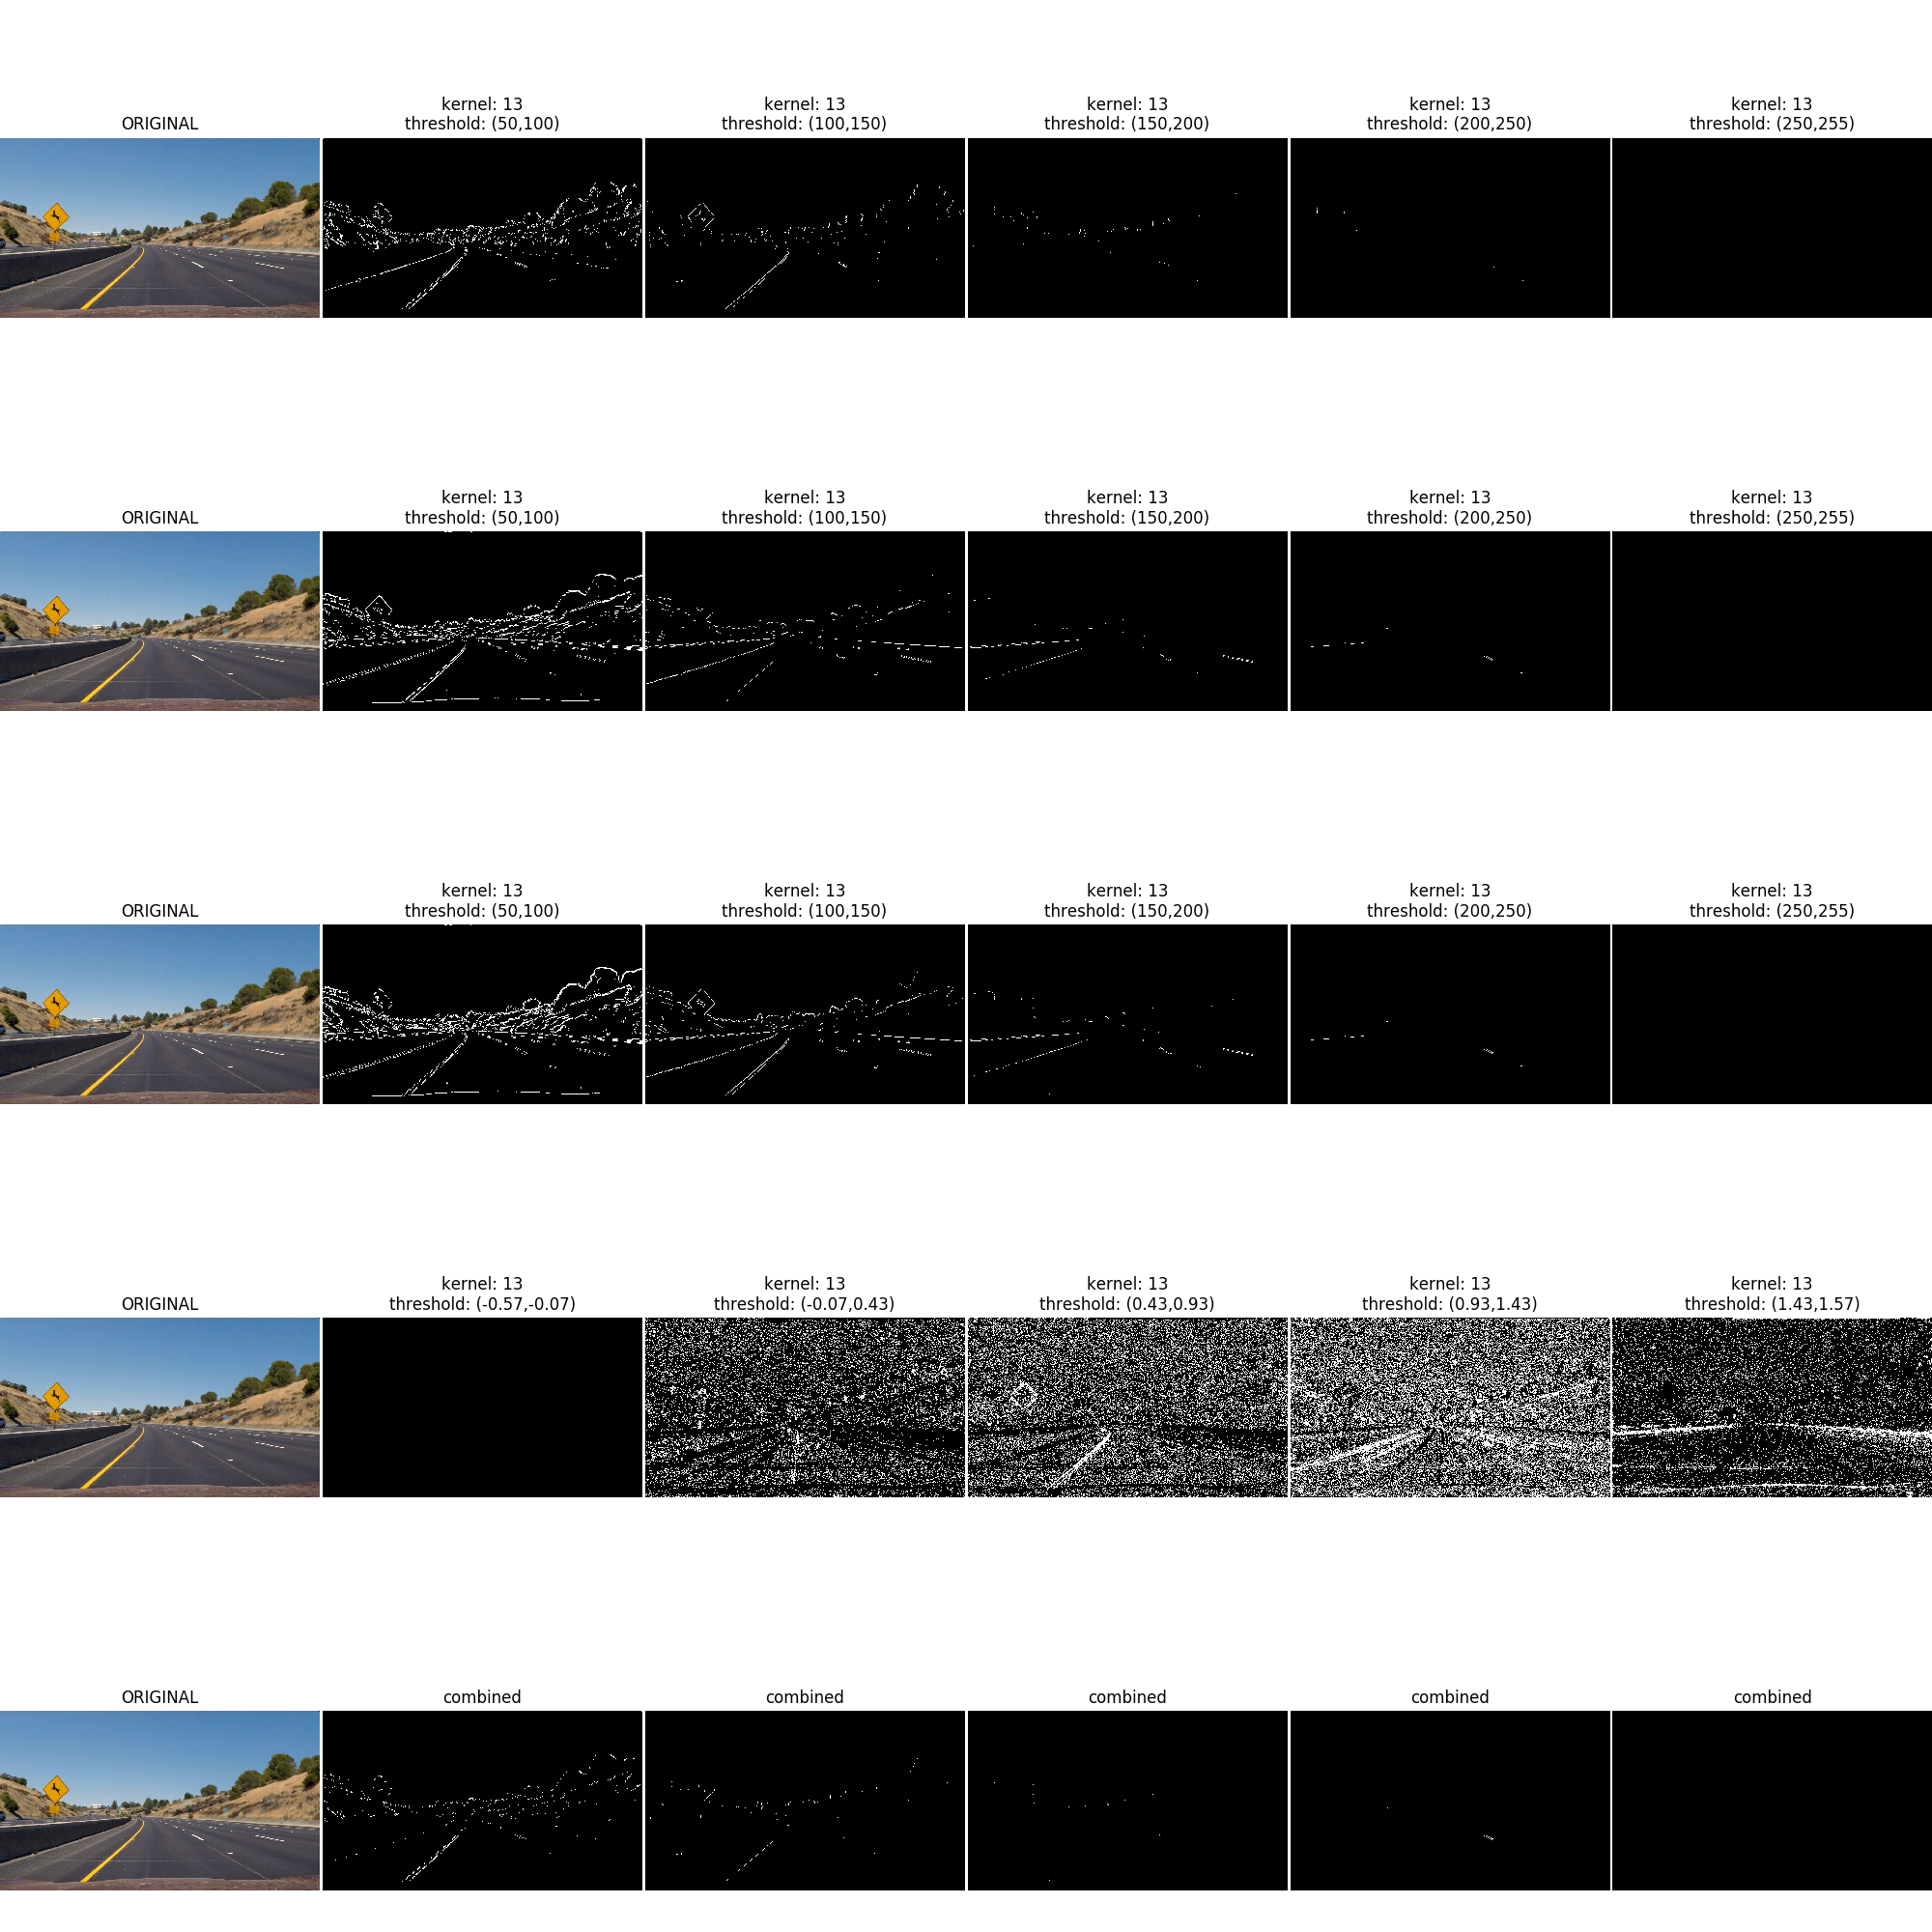 ORIGINAL
kernel: 13
threshold: (50,100)
kernel: 13
threshold: (100,150)
kernel: 13
threshold: (150,200)
kernel: 13
threshold: (200,250)
kernel: 13
threshold: (250,255)
ORIGINAL
kernel: 13
threshold: (50,100)
kernel: 13
threshold: (100,150)
kernel: 13
threshold: (150,200)
kernel: 13
threshold: (200,250)
kernel: 13
threshold: (250,255)
ORIGINAL
kernel: 13
threshold: (50,100)
kernel: 13
threshold: (100,150)
kernel: 13
threshold: (150,200)
kernel: 13
threshold: (200,250)
kernel: 13
threshold: (250,255)
ORIGINAL
kernel: 13
threshold: (-0.57,-0.07)
kernel: 13
threshold: (-0.07,0.43)
kernel: 13
threshold: (0.43,0.93)
kernel: 13
threshold: (0.93,1.43)
kernel: 13
threshold: (1.43,1.57)
ORIGINAL
combined
combined
combined
combined
combined